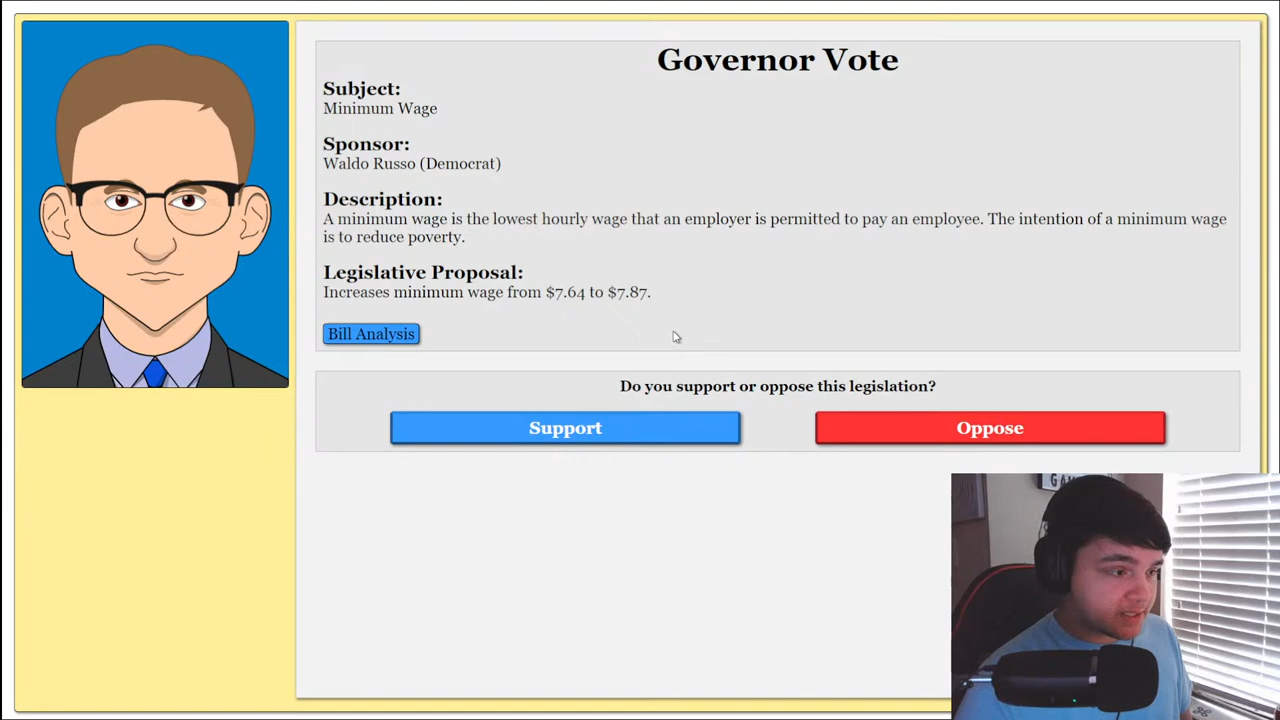 Governor Vote
Subject:
Minimum Wage
Sponsor:
Waldo Russo (Democrat)
Description:
A minimum wage is the lowest hourly wage that an employer is permitted to pay an employee. The intention of a minimum wage
is to reduce poverty.
Legislative Proposal:
Increases minimum wage from $7.64 to $7.87.
Bill Analysis
Do you support or oppose this legislation?
Support
Oppose